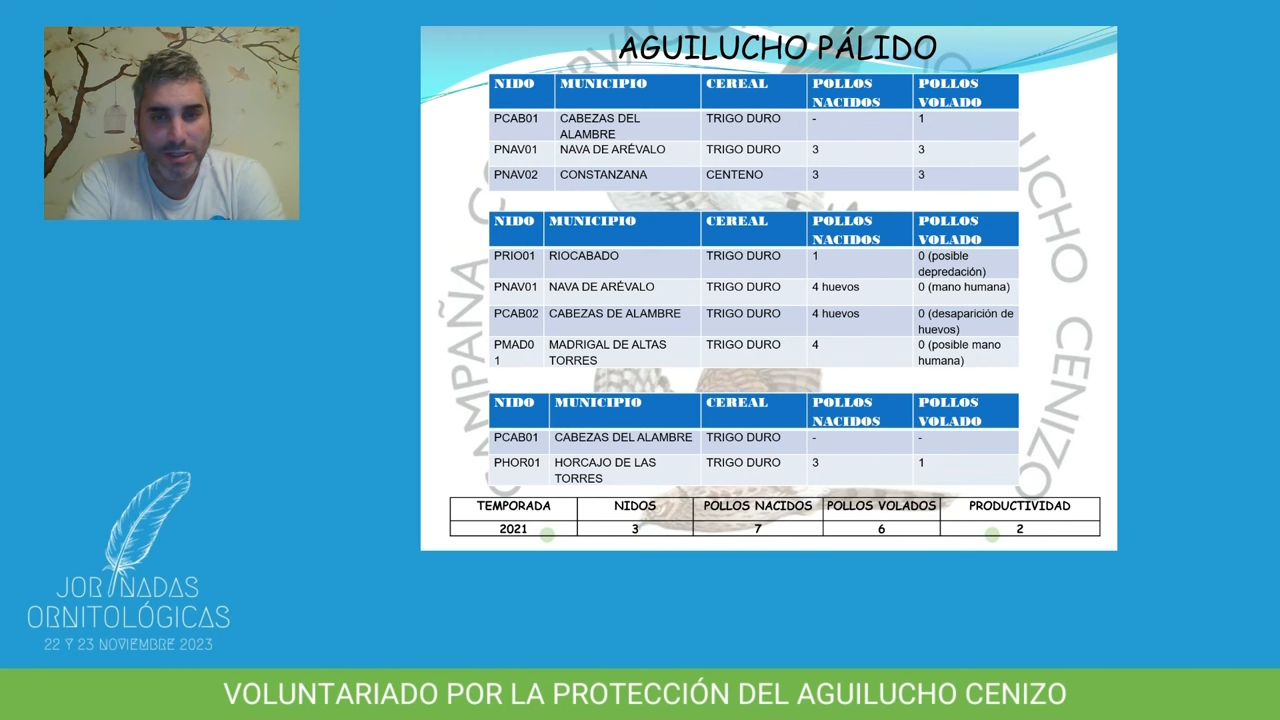 AGUILUCHO PÁLIDO
NIDO MUNICIPIO CEREAL POLLOS NACIDOS POLLOS VOLADO
PCAB01 CABEZAS DEL ALAMBRE TRIGO DURO - 1
PNAV01 NAVA DE ARÉVALO TRIGO DURO 3 3
PNAV02 CONSTANZANA CENTENO 3 3
NIDO MUNICIPIO CEREAL POLLOS NACIDOS POLLOS VOLADO
PRIO01 RIOCABADO TRIGO DURO 1 0 (posible depredación)
PNAV01 NAVA DE ARÉVALO TRIGO DURO 4 huevos 0 (mano humana)
PCAB02 CABEZAS DE ALAMBRE TRIGO DURO 4 huevos 0 (desaparición de huevos)
PMAD01 MADRIGAL DE ALTAS TORRES TRIGO DURO 4 0 (posible mano humana)
NIDO MUNICIPIO CEREAL POLLOS NACIDOS POLLOS VOLADO
PCAB01 CABEZAS DEL ALAMBRE TRIGO DURO - -
PHOR01 HORCAJO DE LAS TORRES TRIGO DURO 3 1
TEMPORADA NIDOS POLLOS NACIDOS POLLOS VOLADOS PRODUCTIVIDAD
2021 3 7 6 2
UCHO CENIZO
JORNADAS
ORNITOLÓGICAS
22 Y 23 NOVIEMBRE 2023
VOLUNTARIADO POR LA PROTECCIÓN DEL AGUILUCHO CENIZO